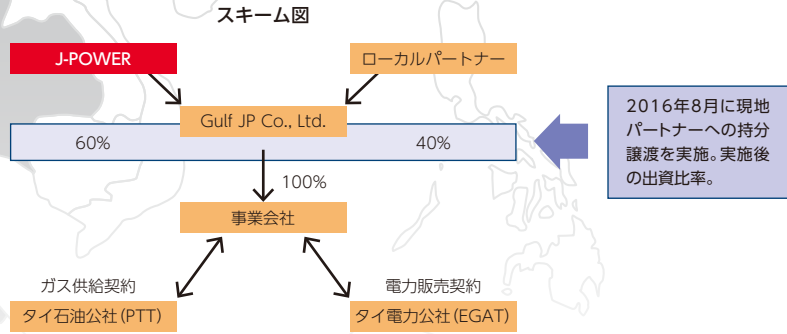 スキーム図
J-POWER
ローカルパートナー
Gulf JP Co., Ltd.
60%
40%
2016年8月に現地
パートナーへの持分
譲渡を実施。実施後
の出資比率。
100%
事業会社
ガス供給契約
電力販売契約
タイ石油公社(PTT)
タイ電力公社(EGAT)